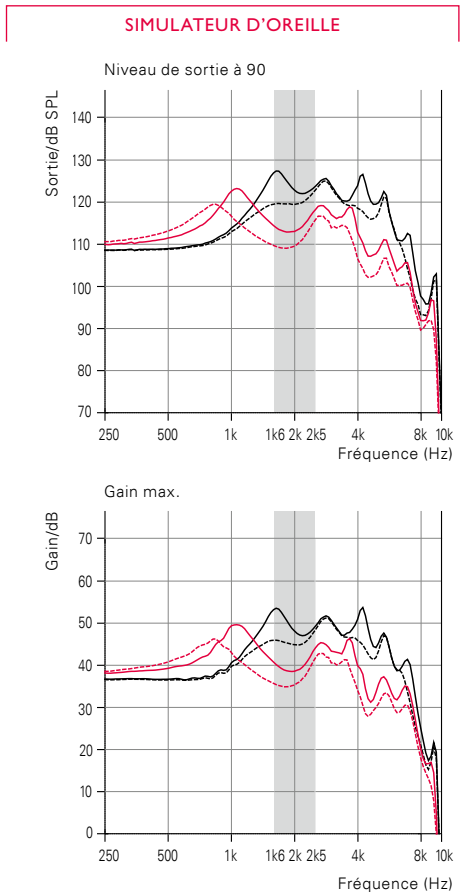 SIMULATEUR D'OREILLE
Niveau de sortie à 90
Sortie/dB SPL
140
130
120
110
100
90
80
70
250 500 1k 1k6 2k 2k5 4k 8k 10k
Fréquence (Hz)
Gain max.
Gain/dB
70
60
50
40
30
20
10
0
250 500 1k 1k6 2k 2k5 4k 8k 10k
Fréquence (Hz)